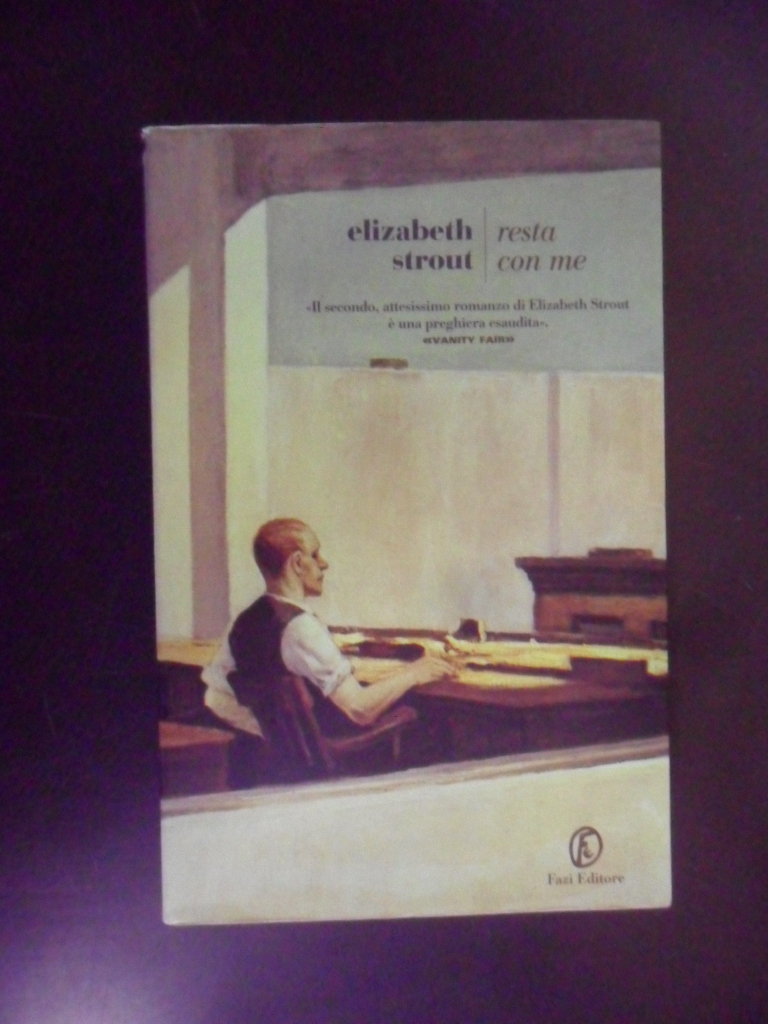 elizabeth
strout
resta
con me
«Il secondo, attesissimo romanzo di Elizabeth Strout
è una preghiera esaudita».
«VANITY FAIR»
Fazi Editore